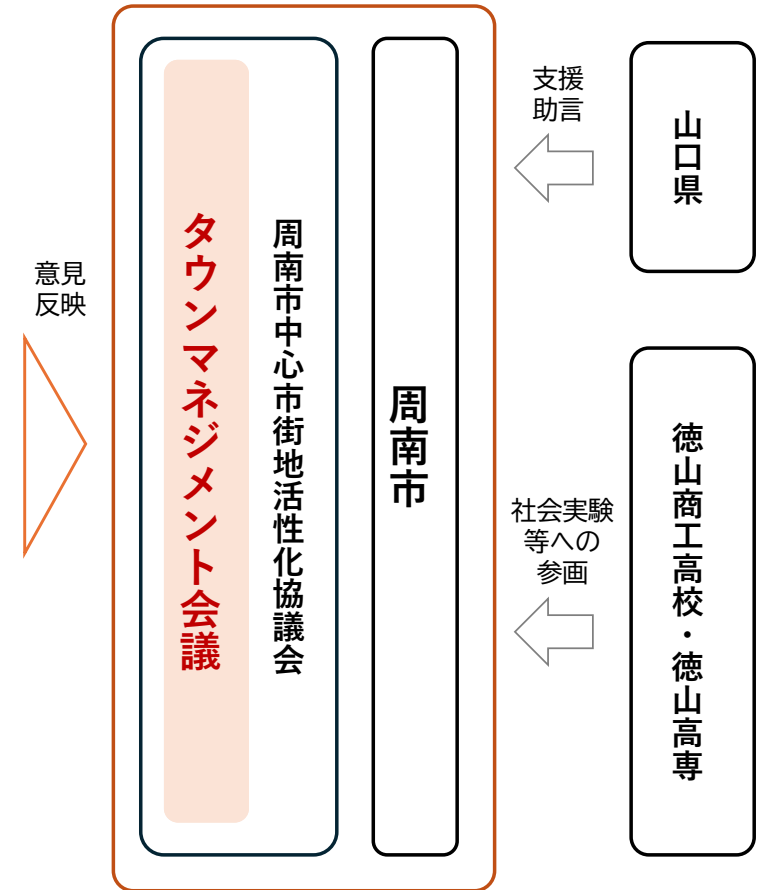 意見
反映
タウンマネジメント会議
周南市中心市街地活性化協議会
周南市
支援
助言
山口県
社会実験
等への
参画
徳山商工高校・徳山高専